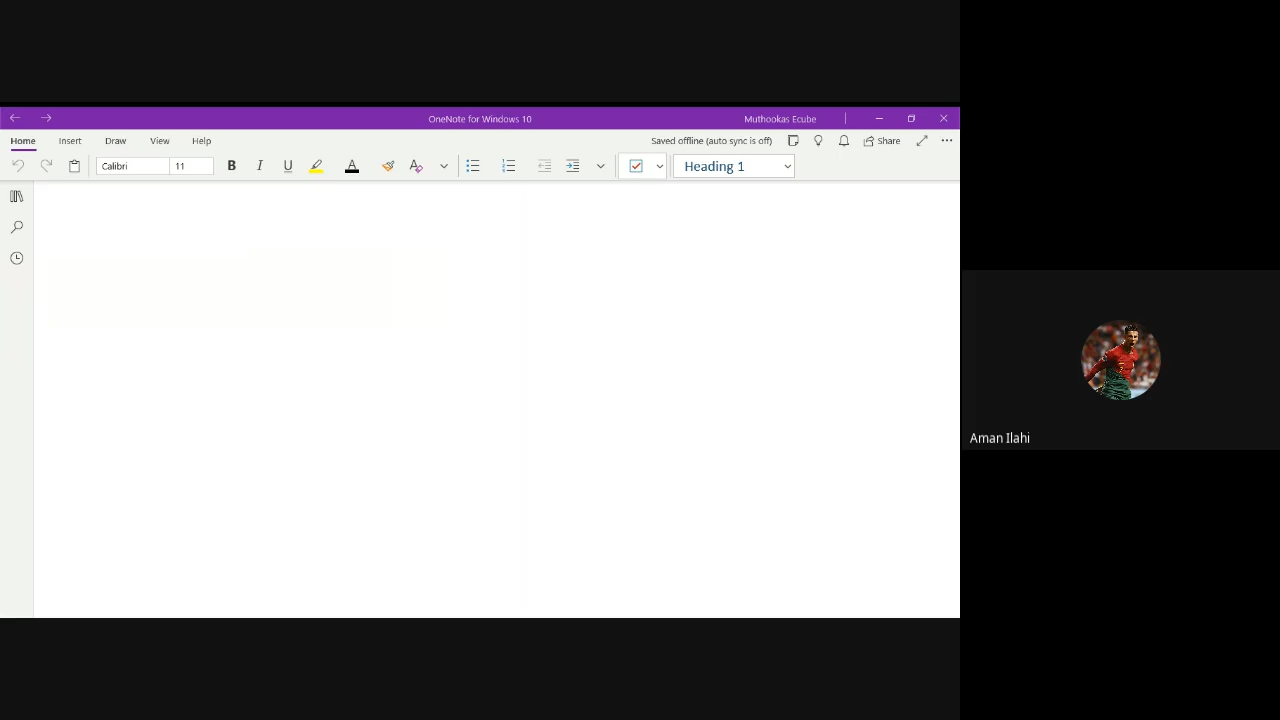 OneNote for Windows 10
Muthookas Ecube
Home Insert Draw View Help
Saved offline (auto sync is off)
Share
Calibri
11
B I U A A
Heading 1
Aman Ilahi